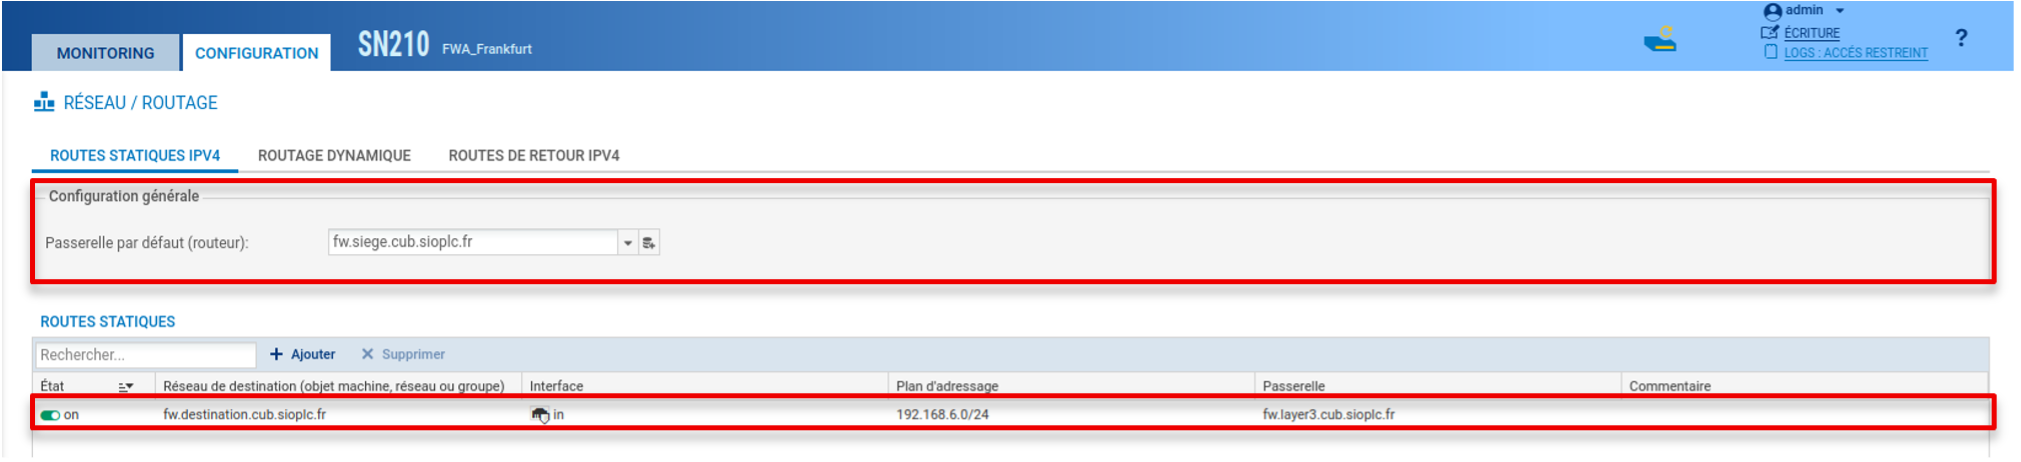 MONITORING CONFIGURATION SN210 FWA_Frankfurt admin
ÉCRITURE
LOGS : ACCÉS RESTREINT
?
RÉSEAU / ROUTAGE
ROUTES STATIQUES IPV4 ROUTAGE DYNAMIQUE ROUTES DE RETOUR IPV4
Configuration générale
Passerelle par défaut (routeur): fw.siege.cub.sioplc.fr
ROUTES STATIQUES
Rechercher... + Ajouter × Supprimer
État Réseau de destination (objet machine, réseau ou groupe) Interface Plan d'adressage Passerelle Commentaire
on fw.destination.cub.sioplc.fr in 192.168.6.0/24 fw.layer3.cub.sioplc.fr